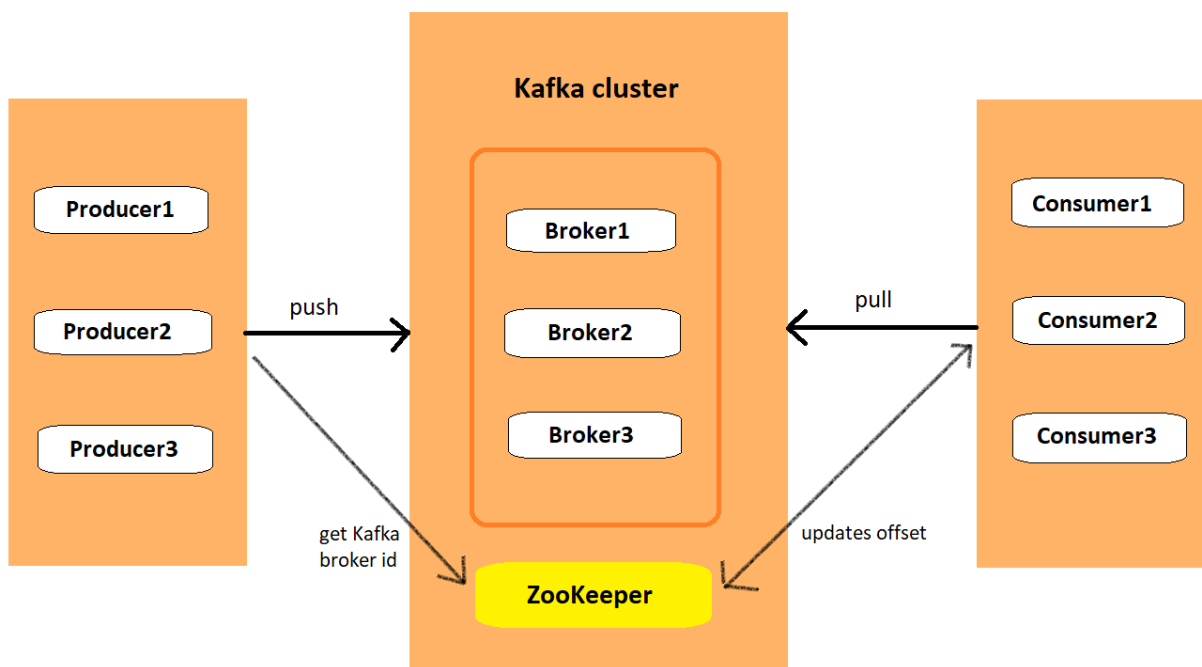 Kafka cluster
Producer1
Producer2
Producer3
push
get Kafka
broker id
Broker1
Broker2
Broker3
ZooKeeper
pull
updates offset
Consumer1
Consumer2
Consumer3